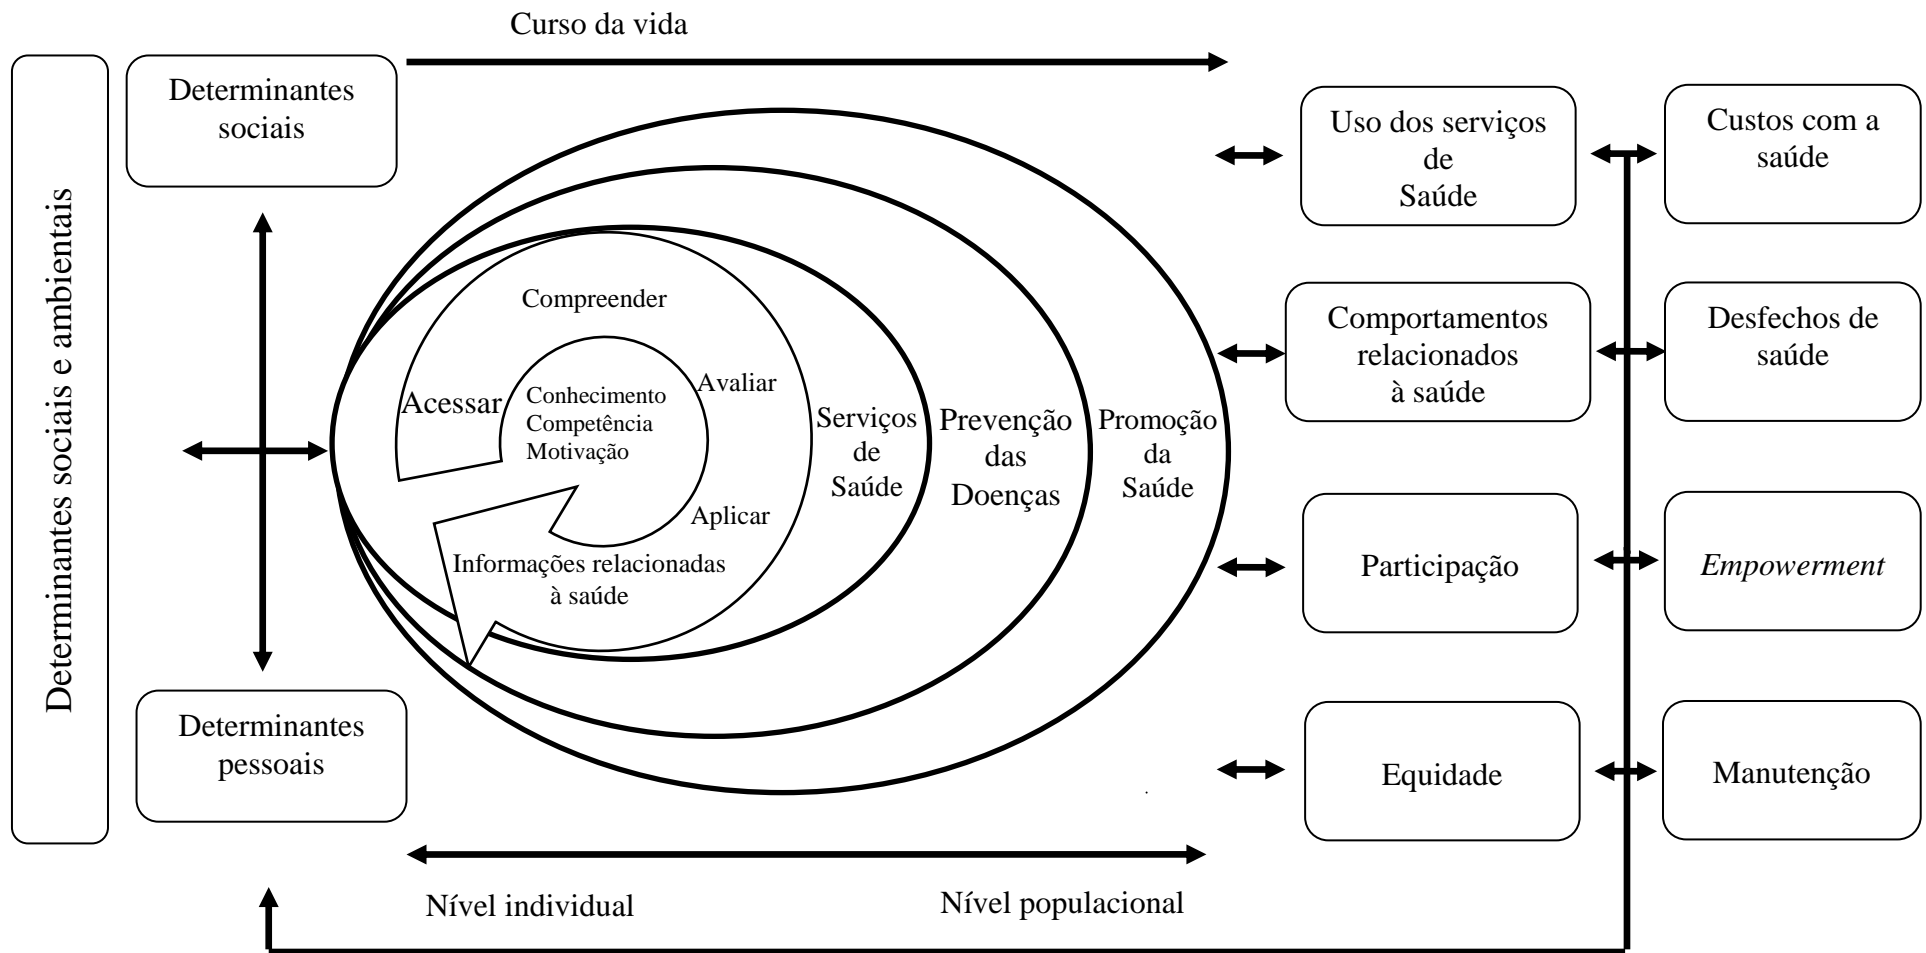 Curso da vida
Determinantes sociais e ambientais
Determinantes
sociais
Determinantes
pessoais
Compreender
Acessar
Avaliar
Aplicar
Conhecimento
Competência
Motivação
Informações relacionadas
à saúde
Serviços
de
Saúde
Prevenção
das
Doenças
Promoção
da
Saúde
Nível individual
Nível populacional
Uso dos serviços
de
Saúde
Custos com a
saúde
Comportamentos
relacionados
à saúde
Desfechos de
saúde
Participação
Empowerment
Equidade
Manutenção